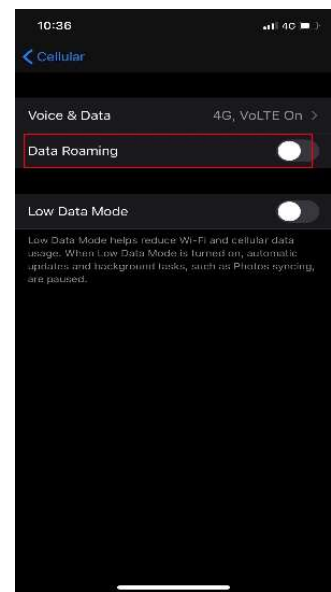 10:36
4G
Cellular
Voice & Data 4G, VoLTE On
Data Roaming
Low Data Mode
Low Data Mode helps reduce Wi-Fi and cellular data
usage. When Low Data Mode is turned on, automatic
updates and background tasks, such as Photos syncing,
are paused.